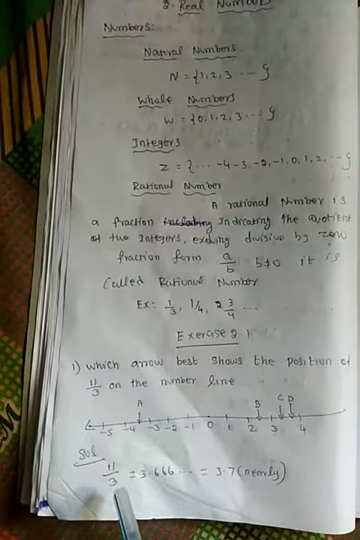 2. Real Numbers
Numbers:
Natural Numbers
N = {1, 2, 3 ---- }
Whole Numbers
W = {0, 1, 2, 3 --- }
Integers
Z = { ... -4 -3, -2, -1, 0, 1, 2, -- }
Rational Number
A rational Number is
a fraction Indicating the quotient
of two Integers, excluding division by zero
fraction form a/b b≠0 it is
Called Rational Number
Ex: 1/3, 1/4, 2 3/4 ...
Exercise 2.1
1) which arrow best shows the position of
11/3 on the number line
A B C D
-5 -4 -3 -2 -1 0 1 2 3 4
Sol
11/3 = 3.666 ... = 3.7 (nearly)